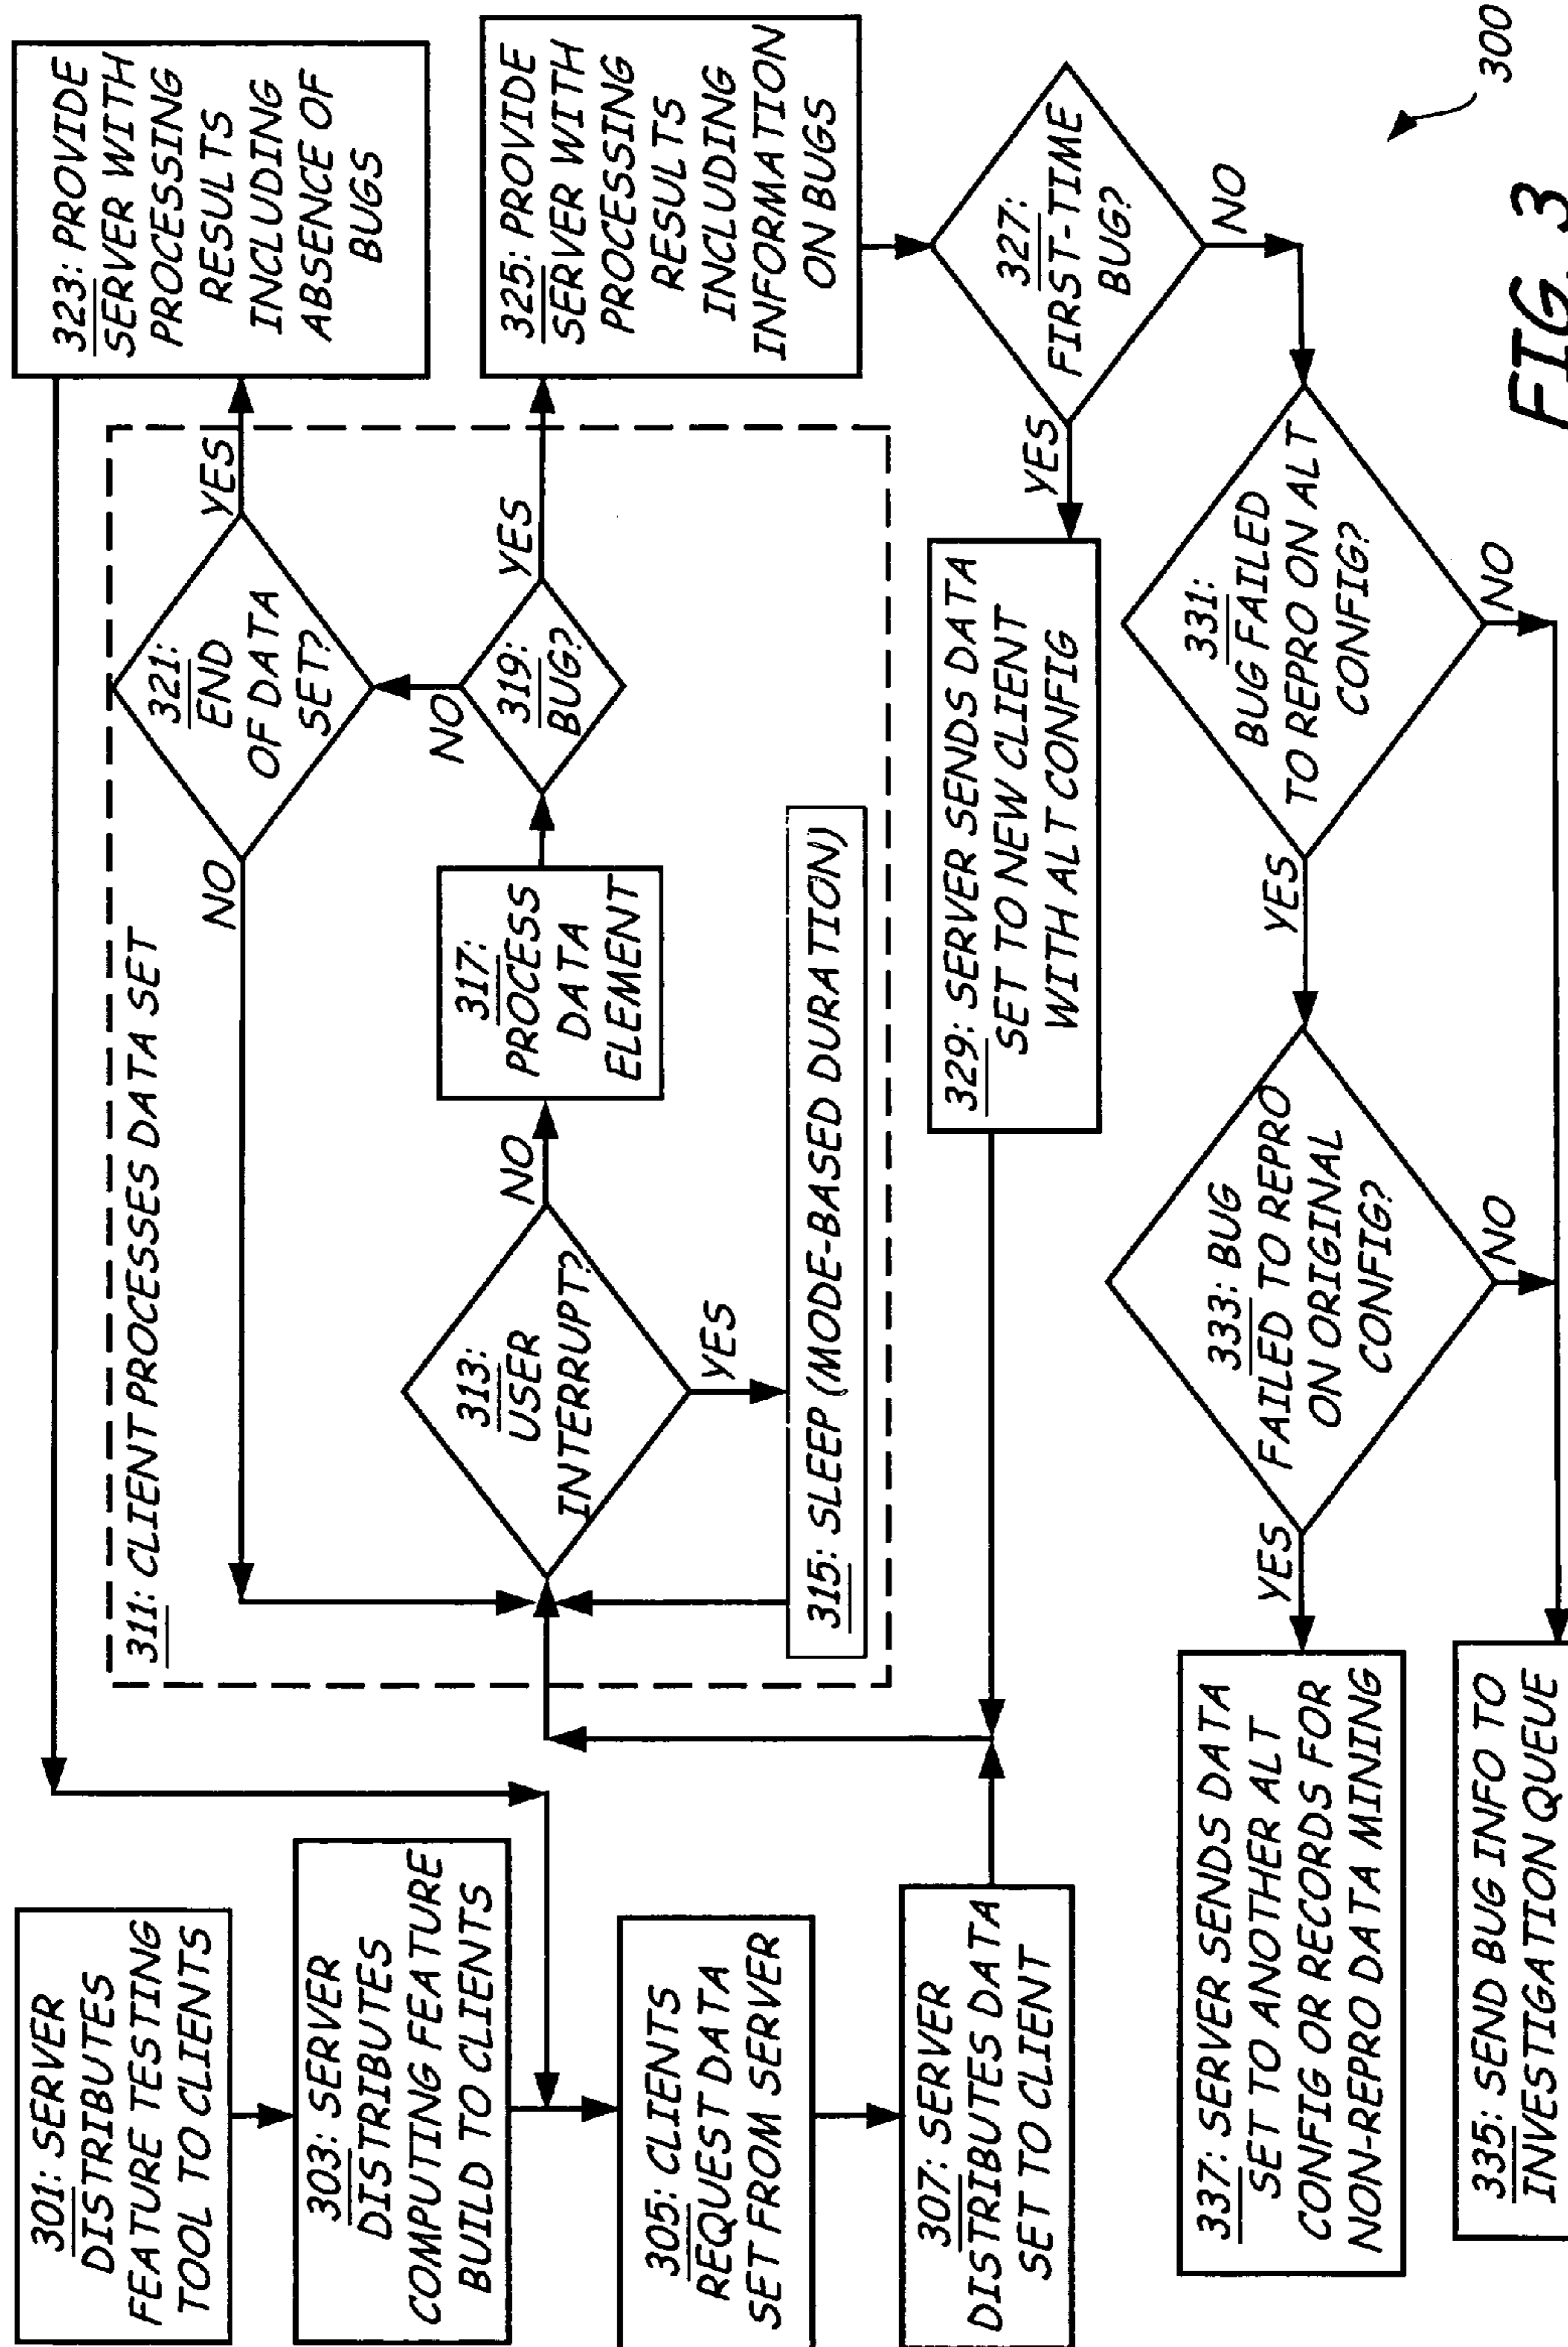 301: SERVER
DISTRIBUTES
FEATURE TESTING
TOOL TO CLIENTS
303: SERVER
DISTRIBUTES
COMPUTING FEATURE
BUILD TO CLIENTS
305: CLIENTS
REQUEST DATA
SET FROM SERVER
307: SERVER
DISTRIBUTES DATA
SET TO CLIENT
311: CLIENT PROCESSES DATA SET
313:
USER
INTERRUPT?
NO
YES
315: SLEEP (MODE-BASED DURATION)
317:
PROCESS
DATA
ELEMENT
319:
BUG?
NO
YES
321:
END
OF DATA
SET?
NO
YES
323: PROVIDE
SERVER WITH
PROCESSING
RESULTS
INCLUDING
ABSENCE OF
BUGS
325: PROVIDE
SERVER WITH
PROCESSING
RESULTS
INCLUDING
INFORMATION
ON BUGS
327:
FIRST-TIME
BUG?
YES
NO
329: SERVER SENDS DATA
SET TO NEW CLIENT
WITH ALT CONFIG
331:
BUG FAILED
TO REPRO ON ALT
CONFIG?
YES
NO
333: BUG
FAILED TO REPRO
ON ORIGINAL
CONFIG?
YES
NO
337: SERVER SENDS DATA
SET TO ANOTHER ALT
CONFIG OR RECORDS FOR
NON-REPRO DATA MINING
335: SEND BUG INFO TO
INVESTIGATION QUEUE
300
FIG. 3